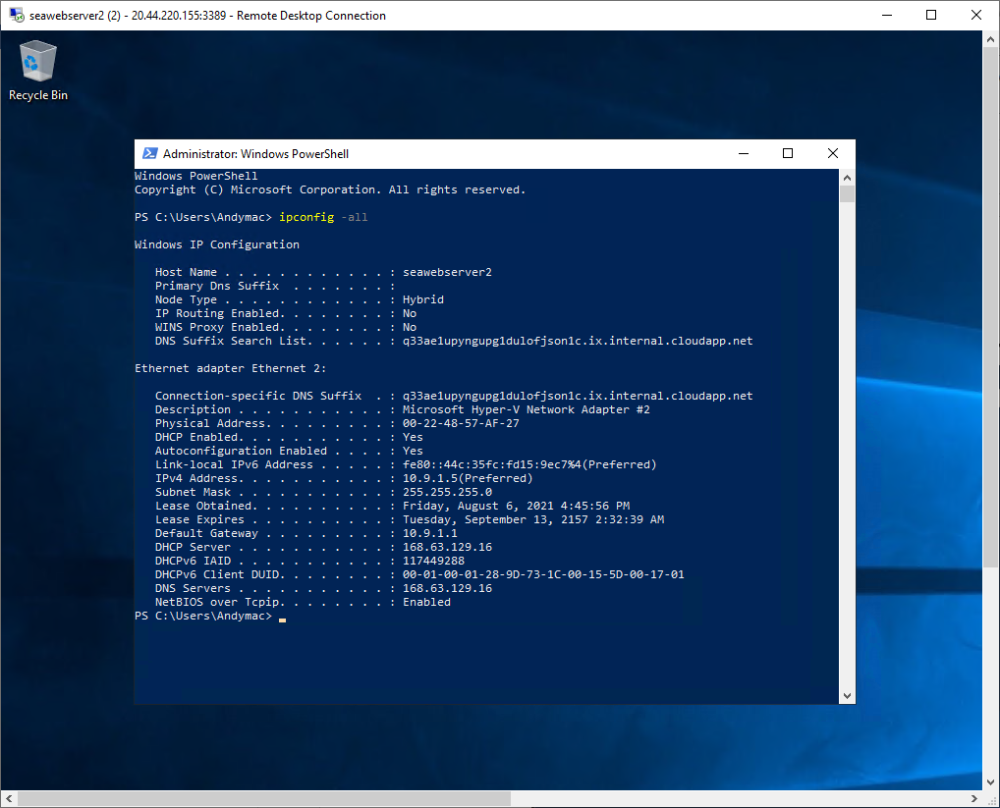 seawebserver2 (2) - 20.44.220.155:3389 - Remote Desktop Connection
Recycle Bin
Administrator: Windows PowerShell
Windows PowerShell
Copyright (C) Microsoft Corporation. All rights reserved.
PS C:\Users\Andymac> ipconfig -all
Windows IP Configuration
Host Name . . . . . . . . . . . . : seawebserver2
Primary Dns Suffix  . . . . . . . :
Node Type . . . . . . . . . . . . : Hybrid
IP Routing Enabled. . . . . . . . : No
WINS Proxy Enabled. . . . . . . . : No
DNS Suffix Search List. . . . . . : q33ae1upyngupg1dulofjson1c.ix.internal.cloudapp.net
Ethernet adapter Ethernet 2:
Connection-specific DNS Suffix  . : q33ae1upyngupg1dulofjson1c.ix.internal.cloudapp.net
Description . . . . . . . . . . . : Microsoft Hyper-V Network Adapter #2
Physical Address. . . . . . . . . : 00-22-48-57-AF-27
DHCP Enabled. . . . . . . . . . . : Yes
Autoconfiguration Enabled . . . . : Yes
Link-local IPv6 Address . . . . . : fe80::44c:35fc:fd15:9ec7%4(Preferred)
IPv4 Address. . . . . . . . . . . : 10.9.1.5(Preferred)
Subnet Mask . . . . . . . . . . . : 255.255.255.0
Lease Obtained. . . . . . . . . . : Friday, August 6, 2021 4:45:56 PM
Lease Expires . . . . . . . . . . : Tuesday, September 13, 2157 2:32:39 AM
Default Gateway . . . . . . . . . : 10.9.1.1
DHCP Server . . . . . . . . . . . : 168.63.129.16
DHCPv6 IAID . . . . . . . . . . . : 117449288
DHCPv6 Client DUID. . . . . . . . : 00-01-00-01-28-9D-73-1C-00-15-5D-00-17-01
DNS Servers . . . . . . . . . . . : 168.63.129.16
NetBIOS over Tcpip. . . . . . . . : Enabled
PS C:\Users\Andymac>